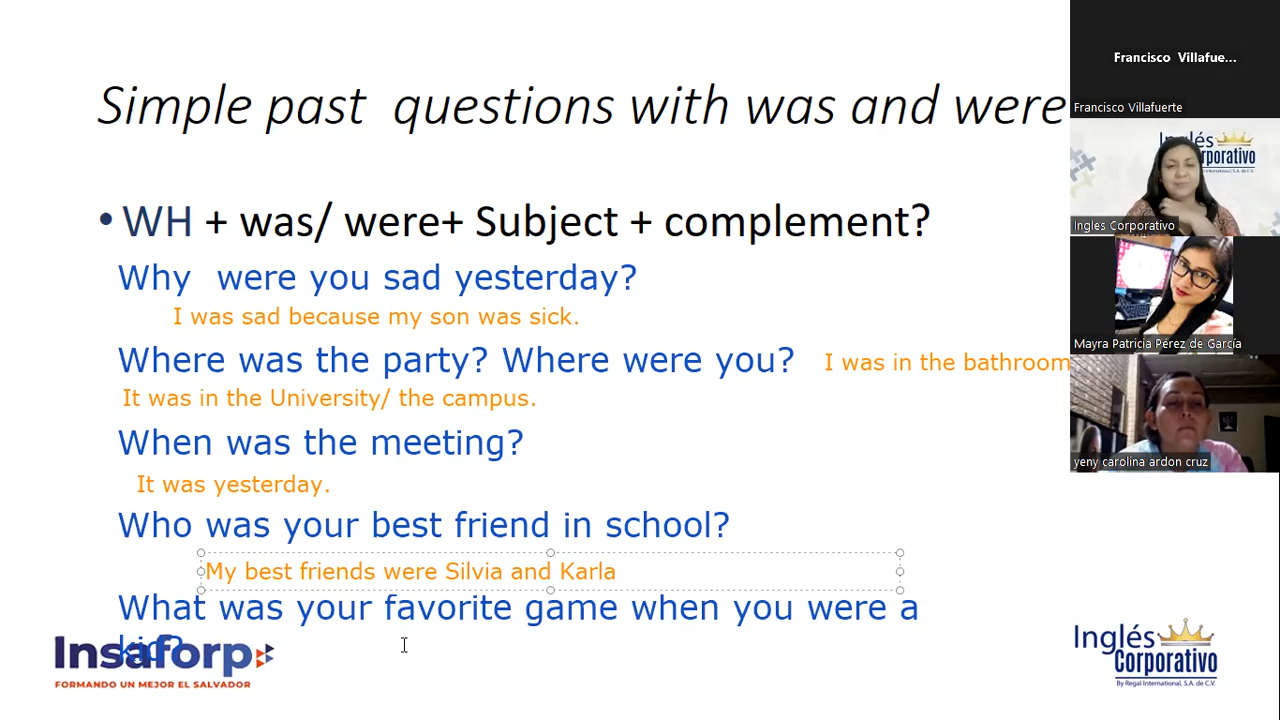 Simple past questions with was and were
• WH + was/ were+ Subject + complement?
Why were you sad yesterday?
I was sad because my son was sick.
Where was the party? Where were you?
I was in the bathroom
It was in the University/ the campus.
When was the meeting?
It was yesterday.
Who was your best friend in school?
My best friends were Silvia and Karla
What was your favorite game when you were a
kid?
Insaforp
FORMANDO UN MEJOR EL SALVADOR
Inglés
Corporativo
By Regal International, S.A. de C.V.
Francisco Villafue...
Francisco Villafuerte
Inglés
Ingles Corporativo
Mayra Patricia Pérez de García
yeny carolina ardon cruz